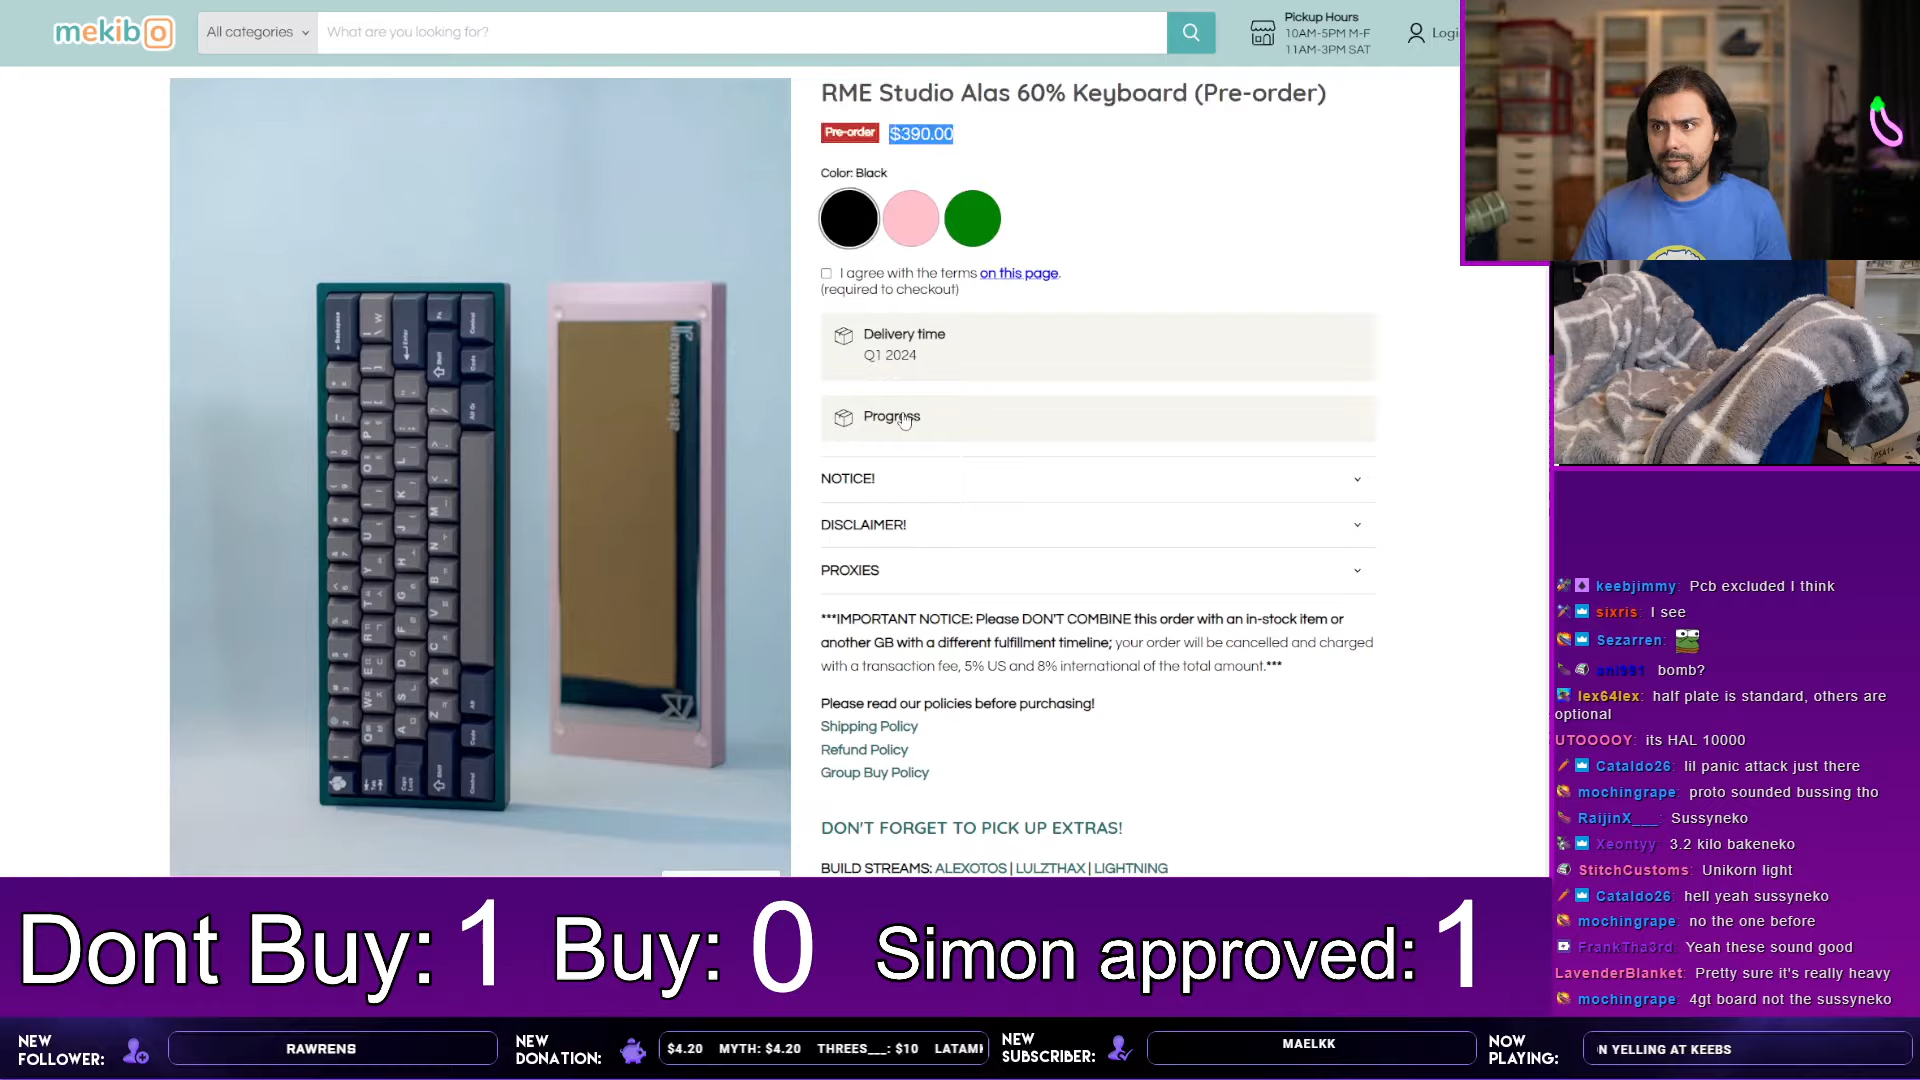 mekibo
All categories
What are you looking for?
Pickup Hours
10AM-5PM M-F
11AM-3PM SAT
RME Studio Alas 60% Keyboard (Pre-order)
Pre-order $390.00
Color: Black
I agree with the terms on this page.
(required to checkout)
Delivery time
Q1 2024
Progress
NOTICE!
DISCLAIMER!
PROXIES
***IMPORTANT NOTICE: Please DON'T COMBINE this order with an in-stock item or
another GB with a different fulfillment timeline; your order will be cancelled and charged
with a transaction fee, 5% US and 8% international of the total amount.***
Please read our policies before purchasing!
Shipping Policy
Refund Policy
Group Buy Policy
DON'T FORGET TO PICK UP EXTRAS!
BUILD STREAMS: ALEXOTOS | LULZTHAX | LIGHTNING
keebjimmy: Pcb excluded I think
sixris: I see
Sezarren:
bomb?
lex64lex: half plate is standard, others are
optional
UTOOOOY: its HAL 10000
Cataldo26: lil panic attack just there
mochingrape: proto sounded bussing tho
RaijinX___: Sussyneko
Xeontyy: 3.2 kilo bakeneko
StitchCustoms: Unikorn light
Cataldo26: hell yeah sussyneko
mochingrape: no the one before
FrankTha3rd: Yeah these sound good
LavenderBlanket: Pretty sure it's really heavy
mochingrape: 4gt board not the sussyneko
Dont Buy: 1 Buy: 0 Simon approved: 1
NEW
FOLLOWER:
RAWRENS
NEW
DONATION:
$4.20 MYTH: $4.20 THREES___: $10
NEW
SUBSCRIBER:
MAELKK
NOW
PLAYING:
N YELLING AT KEEBS